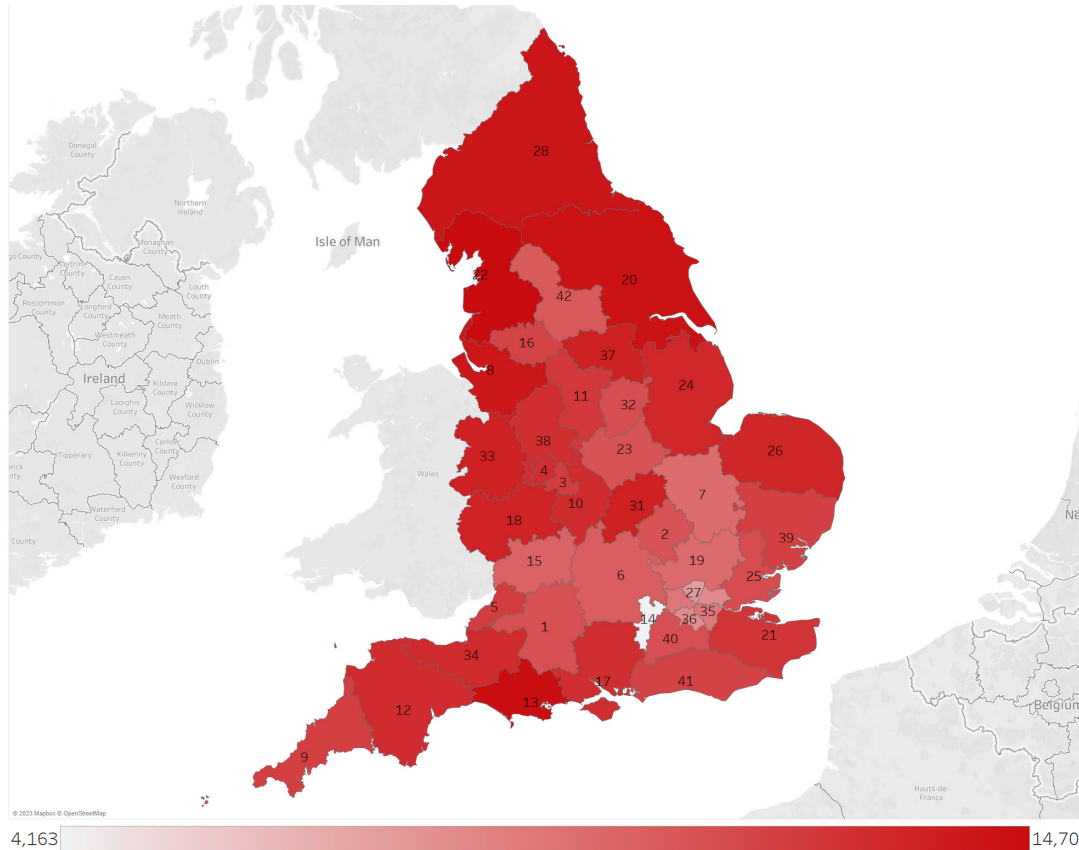 28
Donegal
County
Northern
Ireland
Isle of Man
Monaghan
County
Cavan
County
Louth
County
Roscommon
County
Longford
County
Meath
County
Westmeath
County
Dublin
Ireland
Kildare
County
Laoighis
County
Wicklow
County
Carlow
County
Tipperary
Kilkenny
County
Wexford
County
Waterford
County
County
Wales
22
20
42
16
37
8
24
11
32
38
23
26
33
4
3
7
10
31
18
2
39
15
19
6
25
27
5
14
35
36
1
40
21
34
17
41
13
12
9
Belgium
Hauts-de-
France
© 2023 Mapbox © OpenStreetMap
4,163
14,70